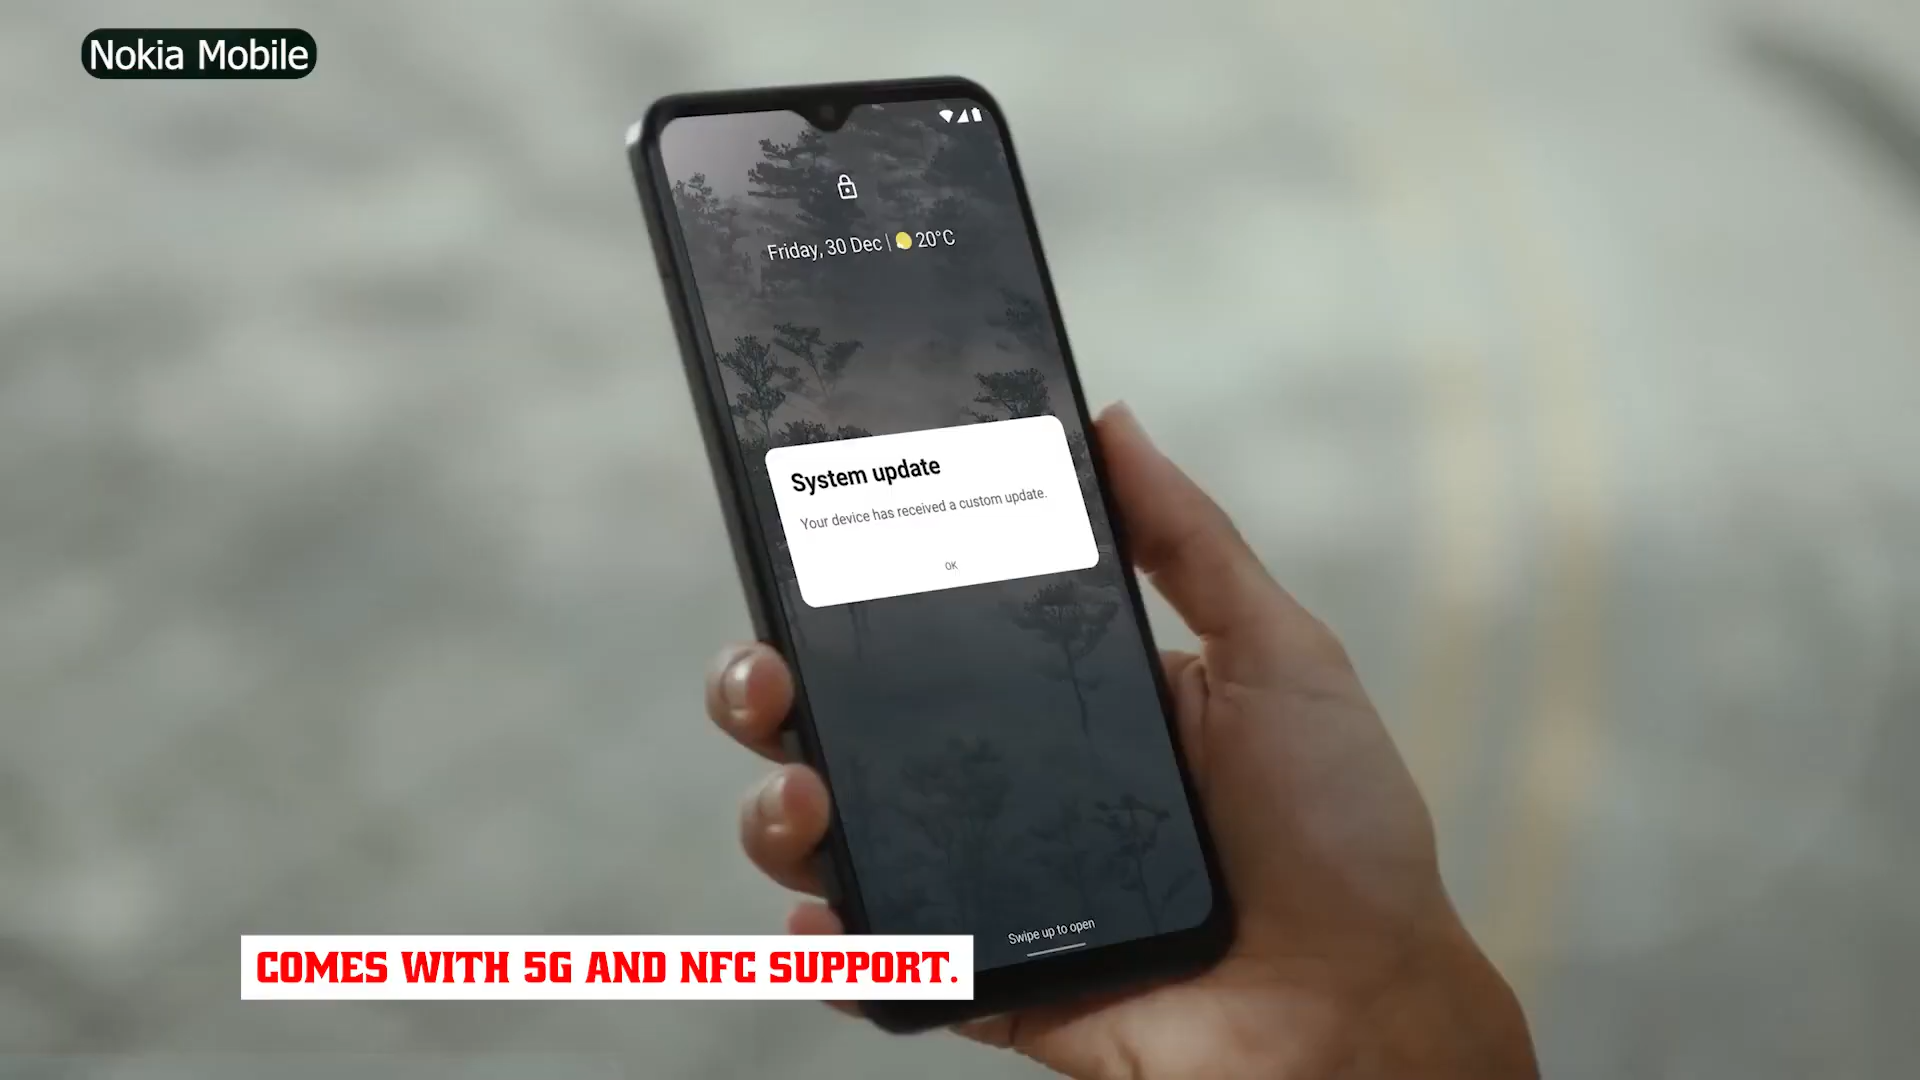 Nokia Mobile
Friday, 30 Dec | 20°C
System update
Your device has received a custom update.
OK
Swipe up to open
COMES WITH 5G AND NFC SUPPORT.